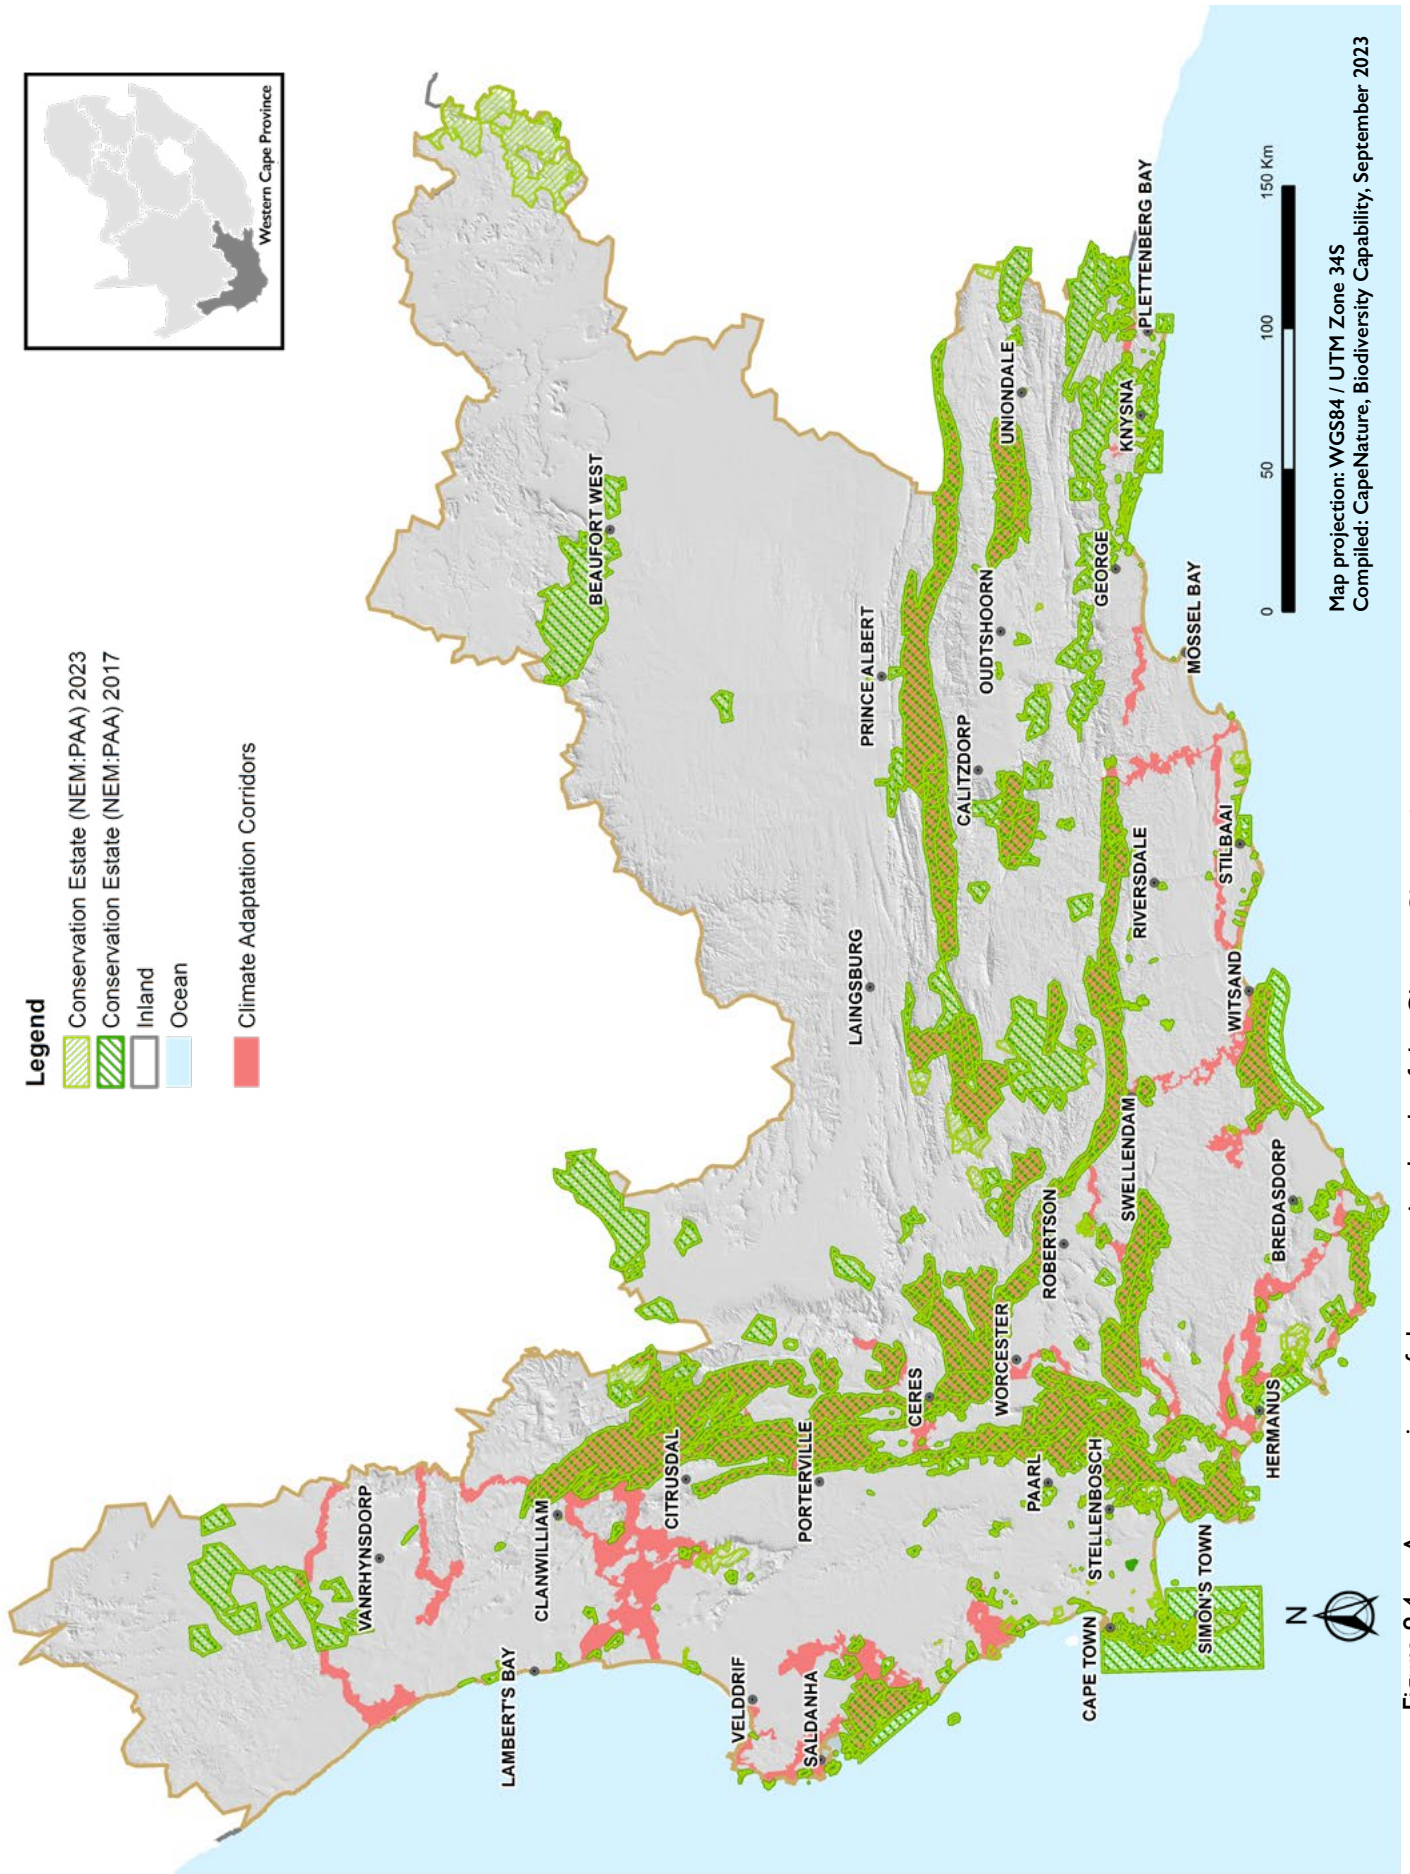 Legend
Conservation Estate (NEM:PAA) 2023
Conservation Estate (NEM:PAA) 2017
Inland
Ocean
Climate Adaptation Corridors
Western Cape Province
VANRHYNSDORP
LAMBERT'S BAY
CLANWILIAM
BEAUFORT WEST
CITRUSDAL
VELDDRIF
PORTERVILLE
SALDANHA
LAINGSBURG
PRINCE ALBERT
CERES
CALITZDORP
OUDTSHOORN
UNIONDALE
WORCESTER
PAARL
ROBERTSON
CAPE TOWN
STELLENBOSCH
GEORGE
KNYSNA
SWELLENDAM
RIVERSDALE
PLETTENBERG BAY
MOSSEL BAY
SIMON'S TOWN
STILBAAI
WITSAND
HERMANUS
BREDASDORP
0 50 100 150 Km
N
Map projection: WGS84 / UTM Zone 34S
Compiled: CapeNature, Biodiversity Capability, September 2023